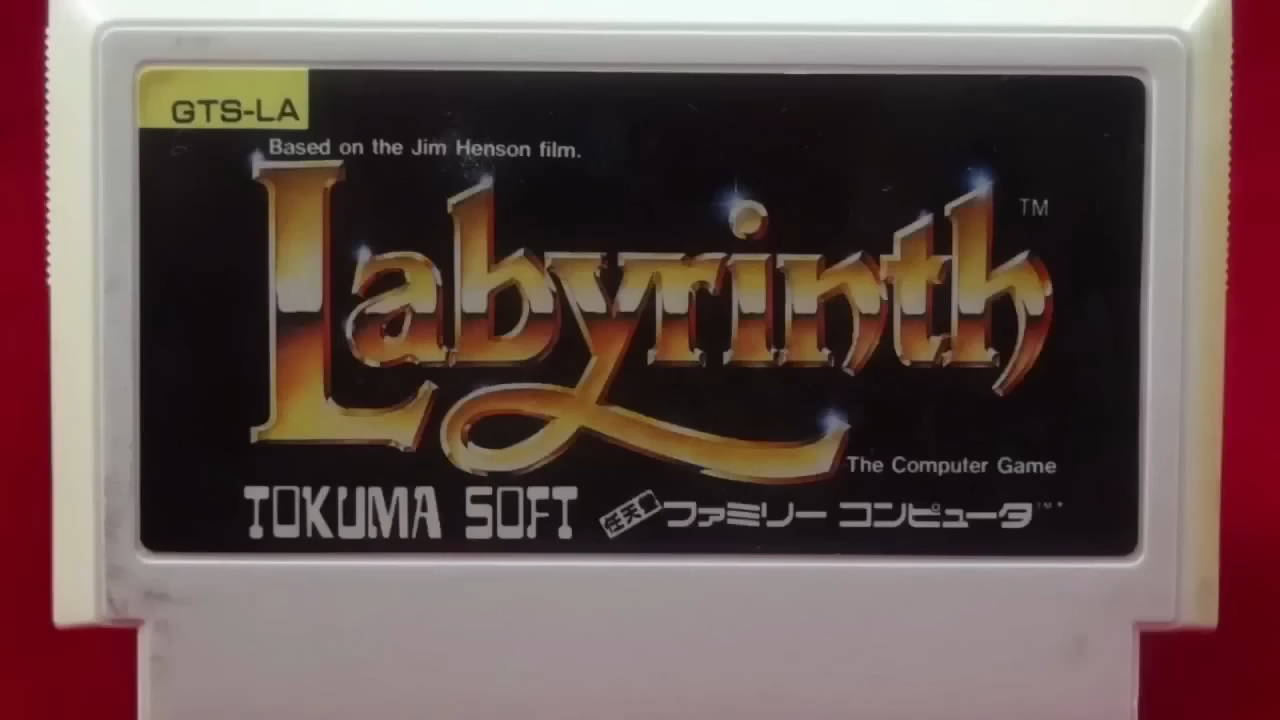 GTS-LA
Based on the Jim Henson film.
Labyrinth™
The Computer Game
TOKUMA SOFT 任天堂 ファミリー コンピュータ™